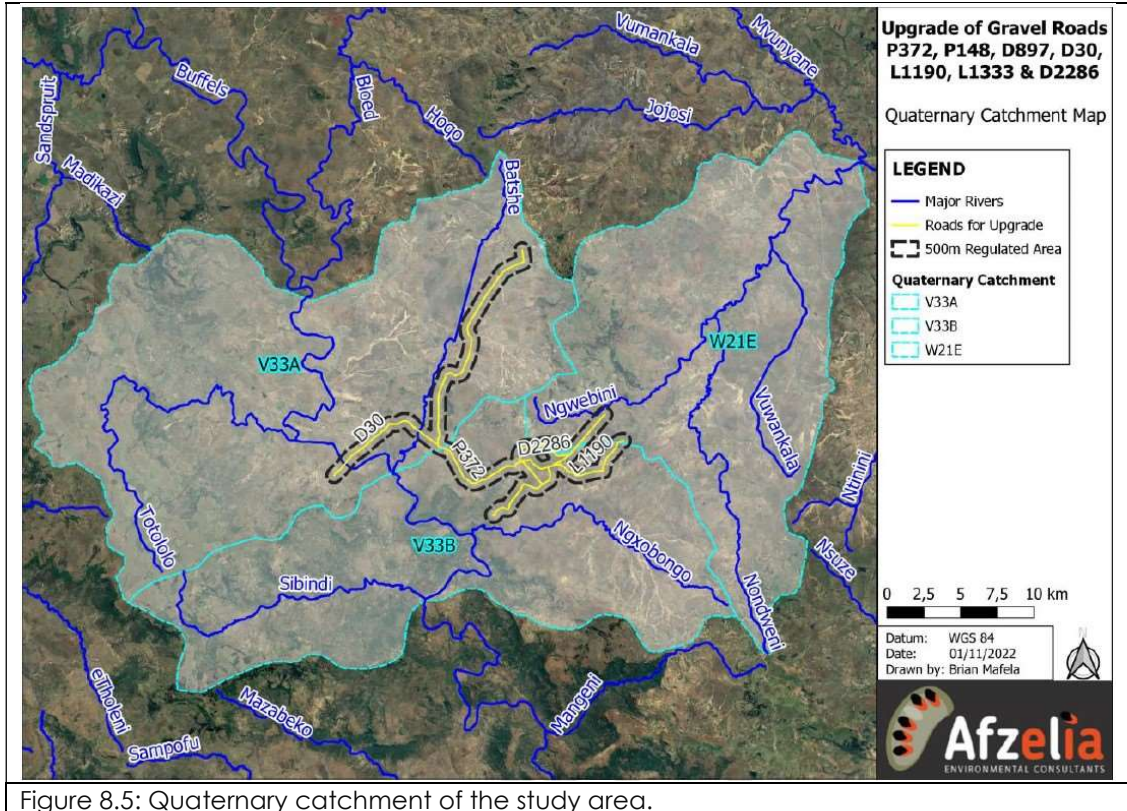 Upgrade of Gravel Roads
P372, P148, D897, D30,
L1190, L1333 & D2286
Quaternary Catchment Map
LEGEND
Major Rivers
Roads for Upgrade
500m Regulated Area
Quaternary Catchment
V33A
V33B
W21E
0 2,5 5 7,5 10 km
Datum: WGS 84
Date: 01/11/2022
Drawn by: Brian Mafela
N
Afzelia
ENVIRONMENTAL CONSULTANTS
Sandspruit
Buffels
Bloed
Hoqo
Vumankala
Mvunyane
Jojosi
Madikazi
Batshe
V33A
W21E
Ngwebini
Vuwankala
D30
P372
D2286
L1190
Ntinini
Totololo
V33B
Ngxobongo
Nsuze
Sibindi
Nondweni
Mazabeko
Mangeni
Sampofu
Figure 8.5: Quaternary catchment of the study area.